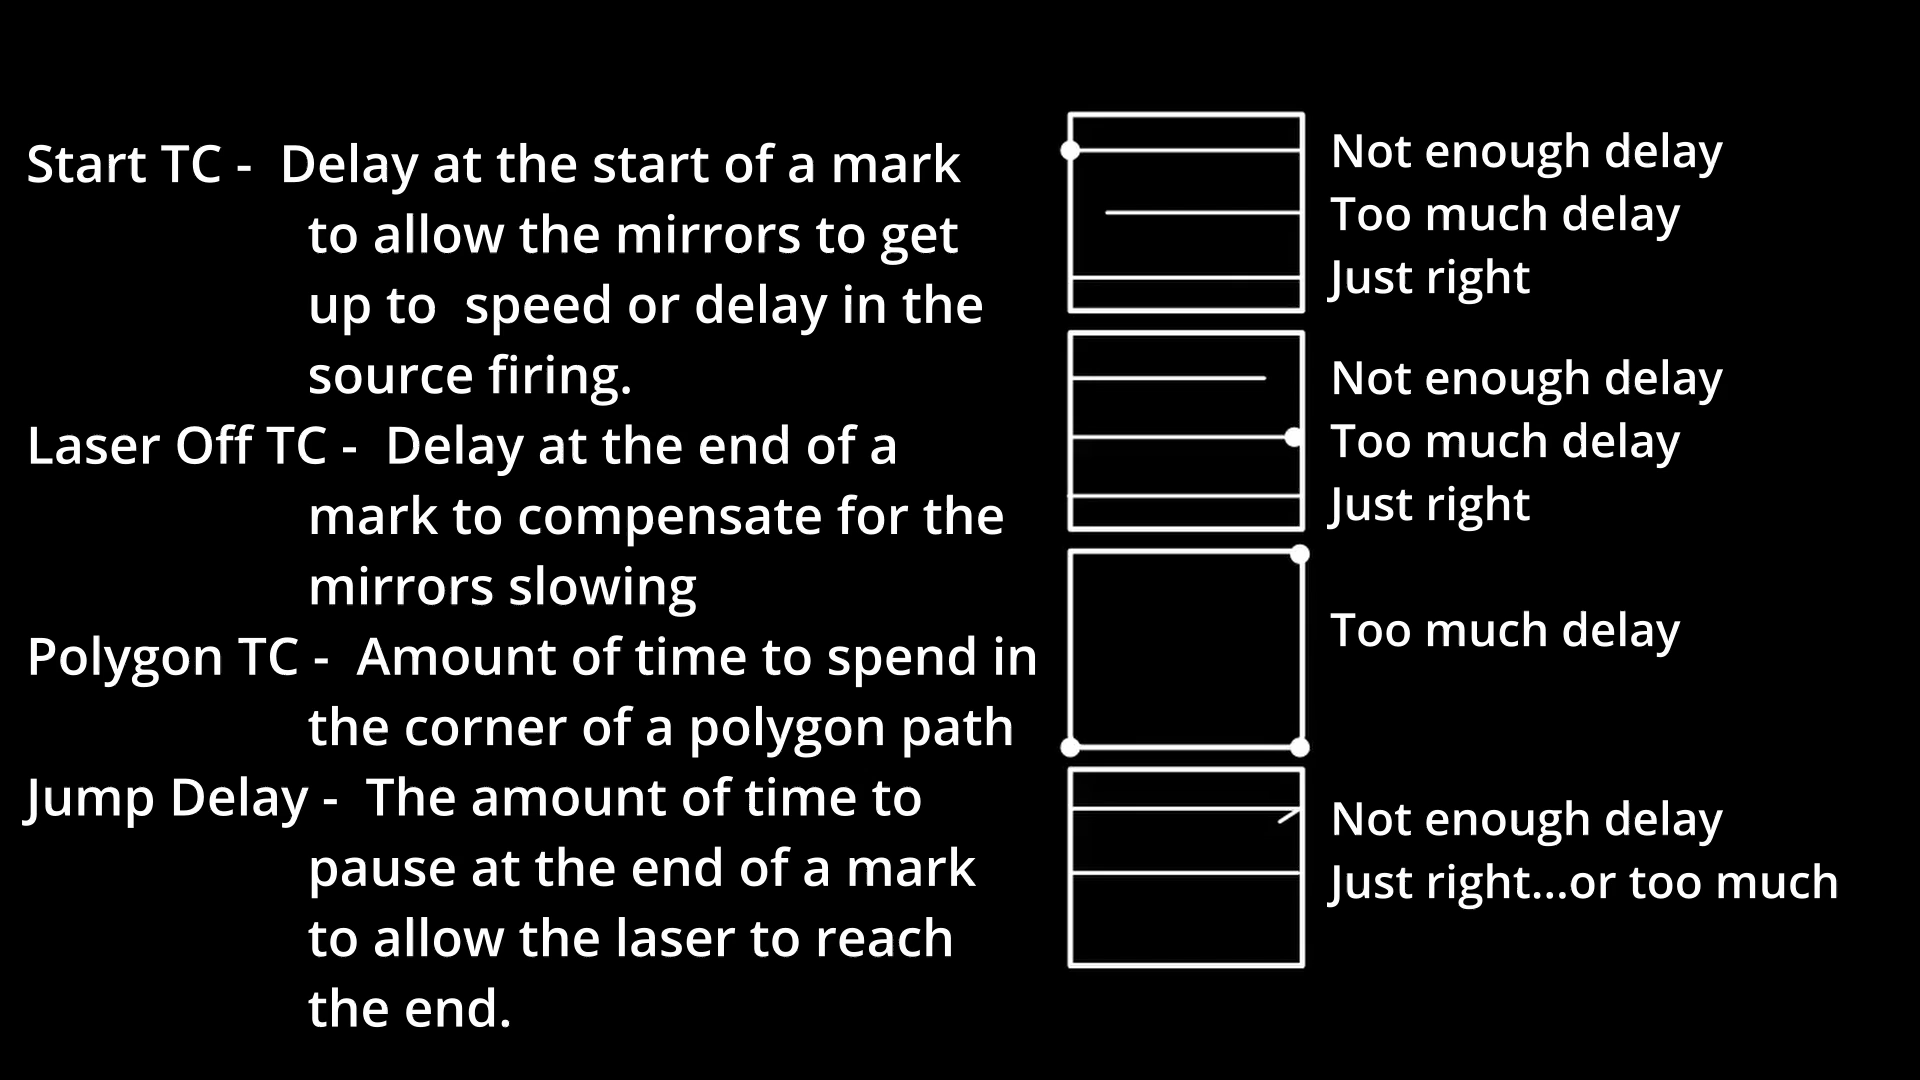 Start TC -  Delay at the start of a mark
to allow the mirrors to get
up to  speed or delay in the
source firing.
Laser Off TC -  Delay at the end of a
mark to compensate for the
mirrors slowing
Polygon TC -  Amount of time to spend in
the corner of a polygon path
Jump Delay -  The amount of time to
pause at the end of a mark
to allow the laser to reach
the end.
Not enough delay
Too much delay
Just right
Not enough delay
Too much delay
Just right
Too much delay
Not enough delay
Just right...or too much